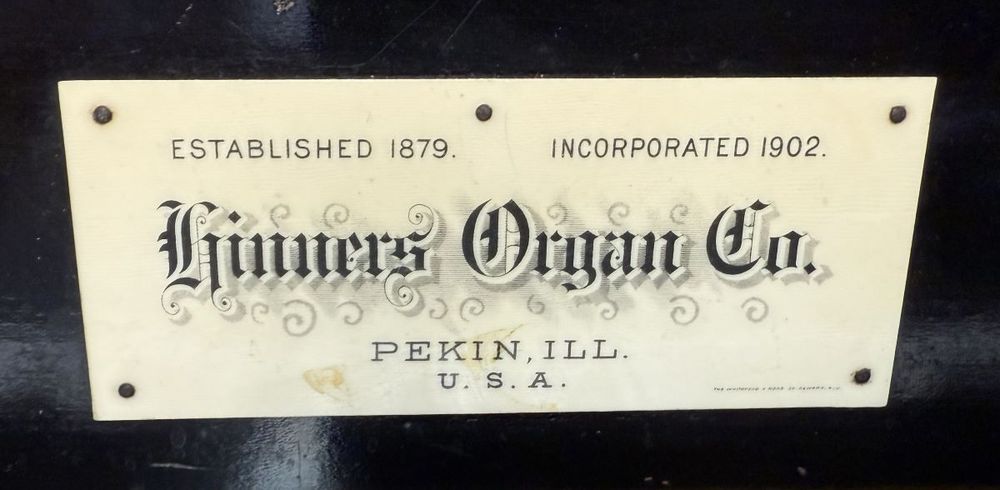 ESTABLISHED 1879. INCORPORATED 1902.
Hinners Organ Co.
PEKIN, ILL.
U. S. A.